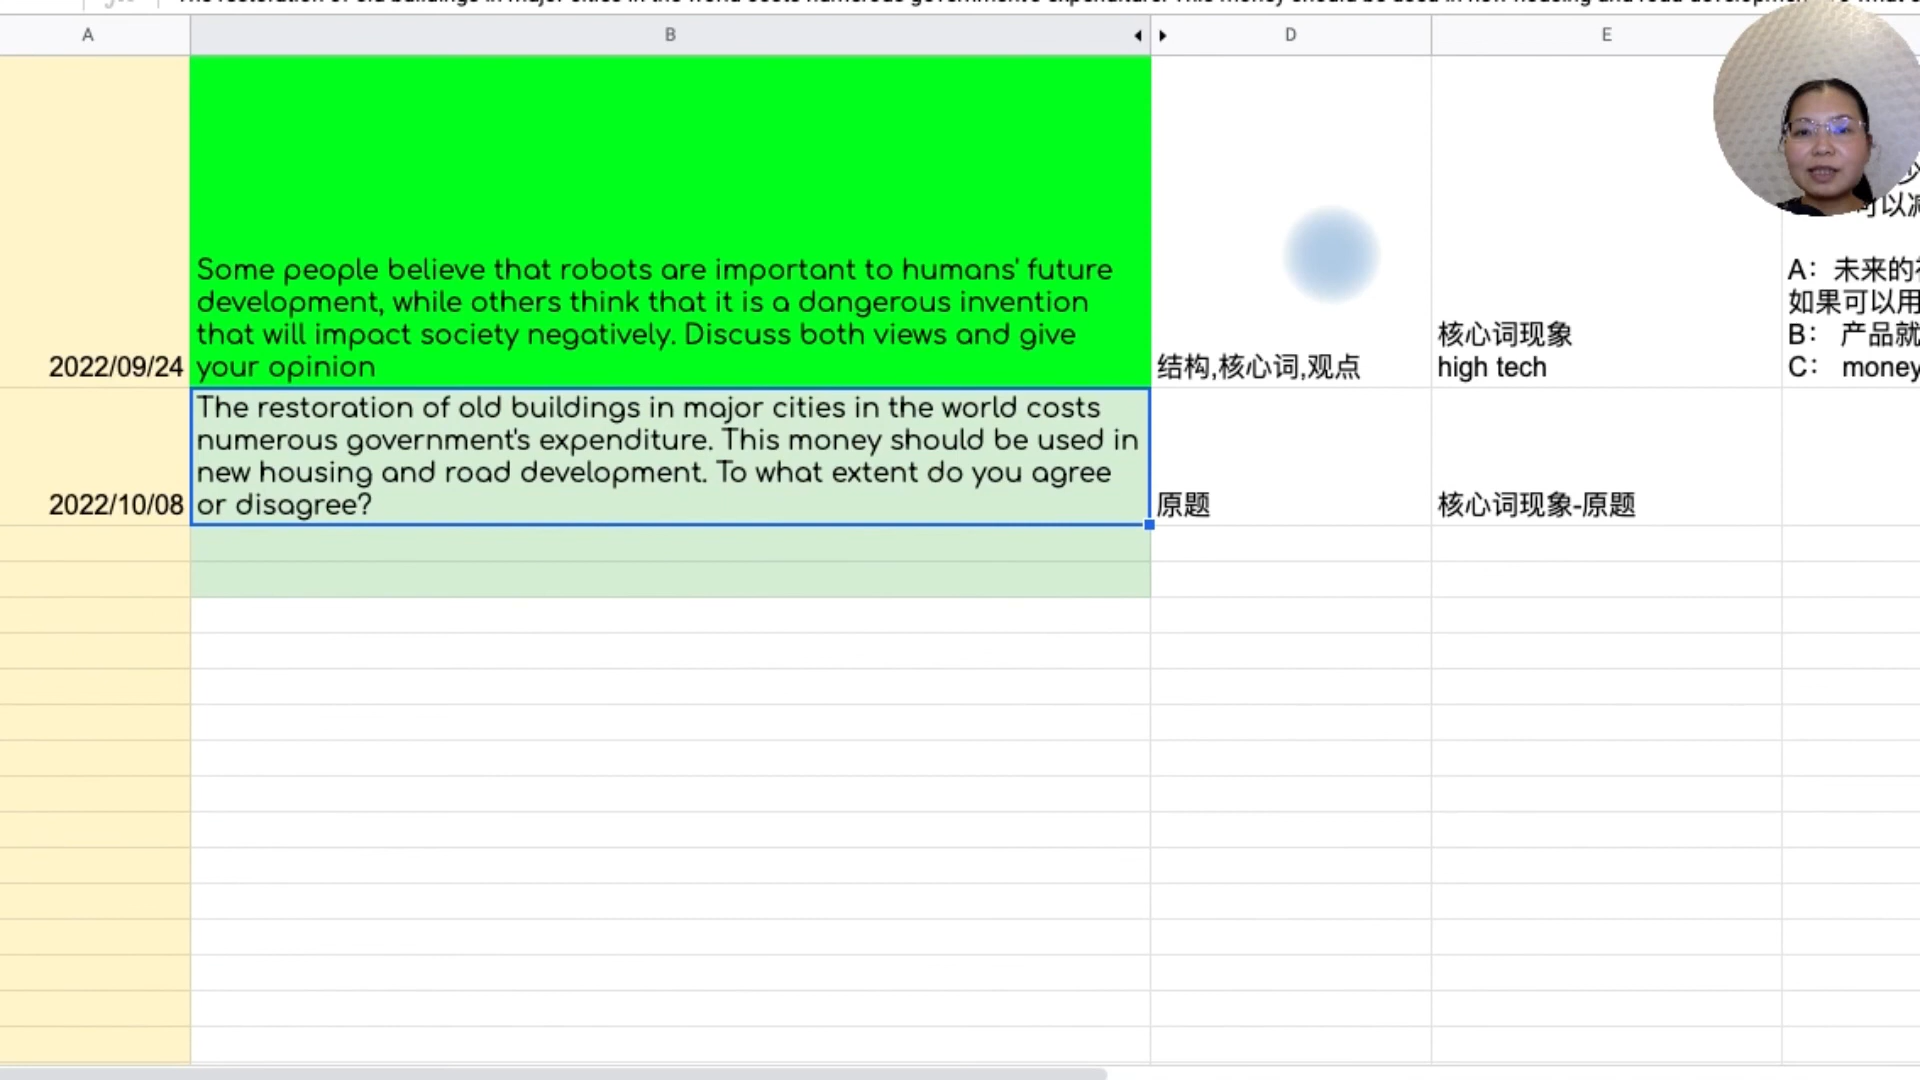 A
B
D
E
Some people believe that robots are important to humans' future
development, while others think that it is a dangerous invention
that will impact society negatively. Discuss both views and give
your opinion
2022/09/24
结构,核心词,观点
核心词现象
high tech
可以减
A： 未来的
如果可以用
B： 产品就
C： money
The restoration of old buildings in major cities in the world costs
numerous government's expenditure. This money should be used in
new housing and road development. To what extent do you agree
or disagree?
2022/10/08
原题
核心词现象-原题